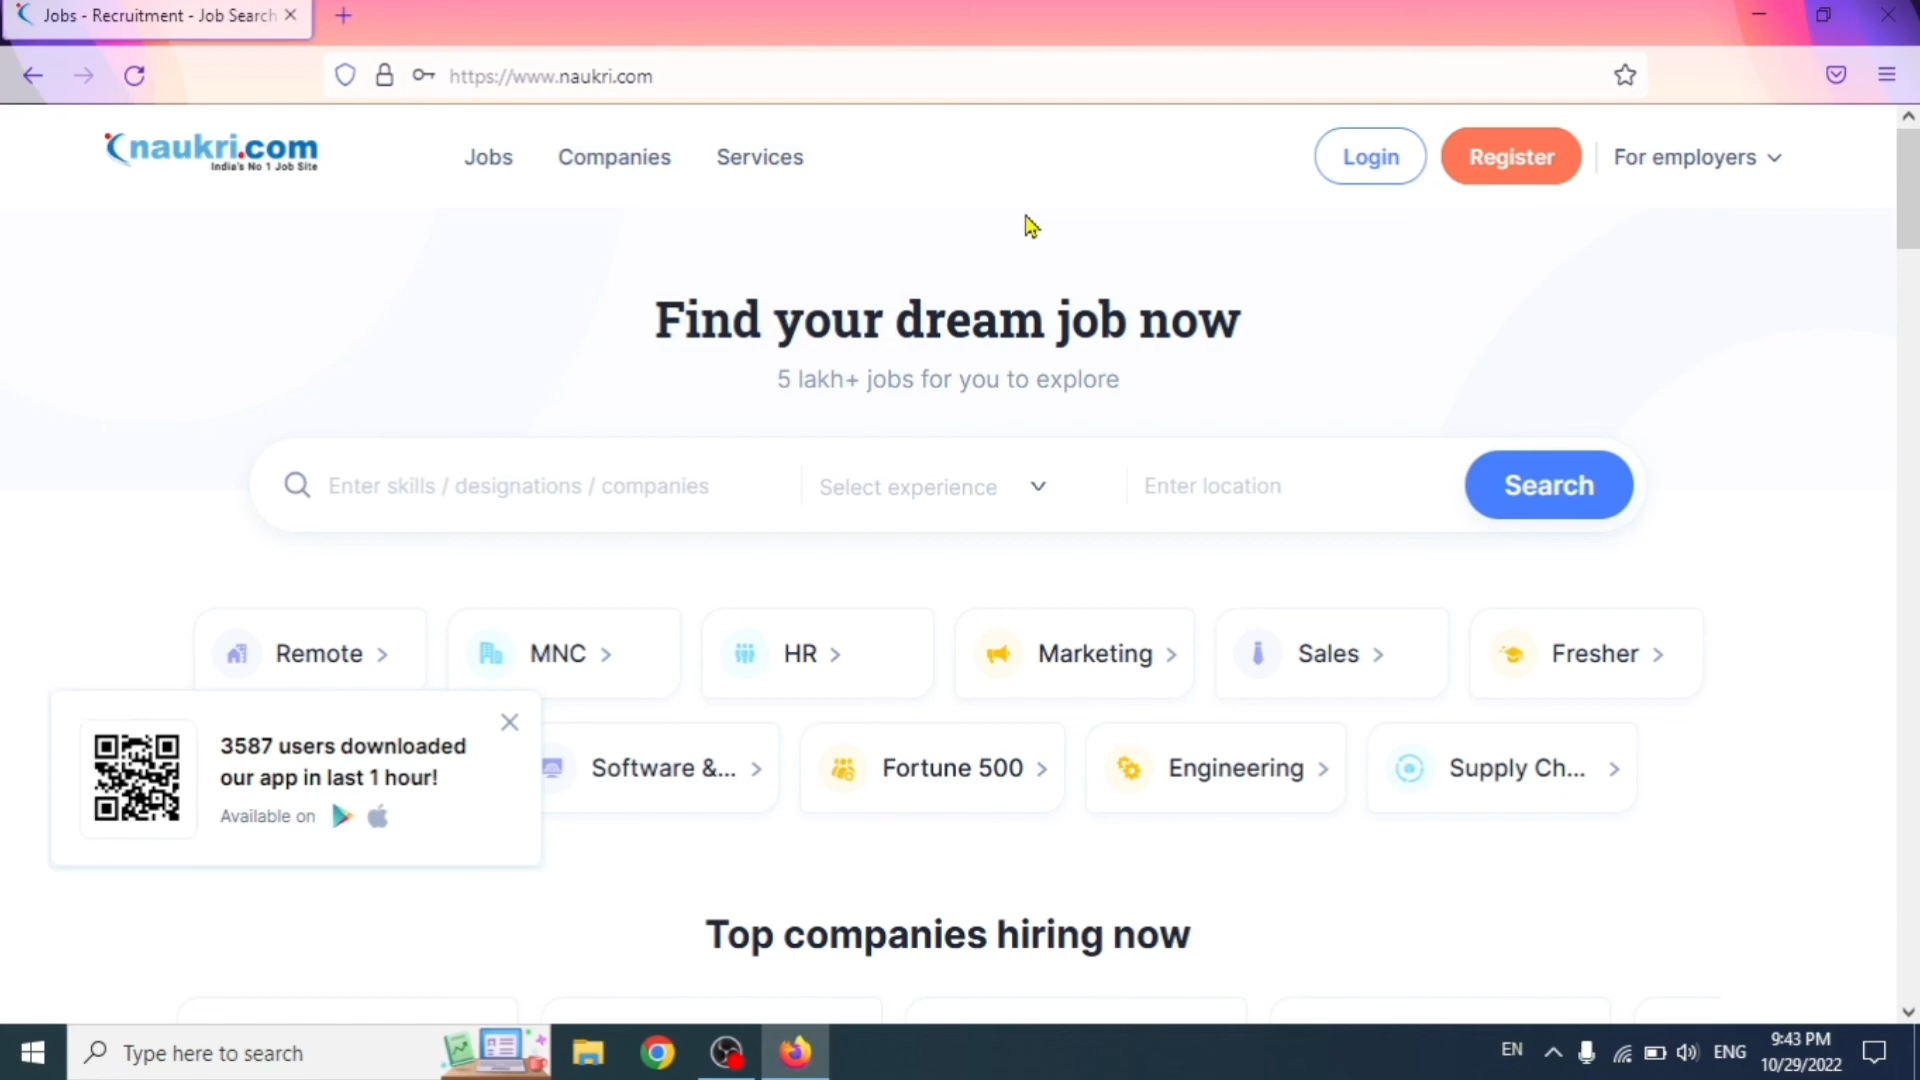 Jobs - Recruitment - Job Search
https://www.naukri.com
naukri.com
India's No 1 Job Site
Jobs
Companies
Services
Login
Register
For employers
Find your dream job now
5 lakh+ jobs for you to explore
Enter skills / designations / companies
Select experience
Enter location
Search
Remote
MNC
HR
Marketing
Sales
Fresher
3587 users downloaded
our app in last 1 hour!
Available on
Software &...
Fortune 500
Engineering
Supply Ch...
Top companies hiring now
Type here to search
EN
ENG
9:43 PM
10/29/2022